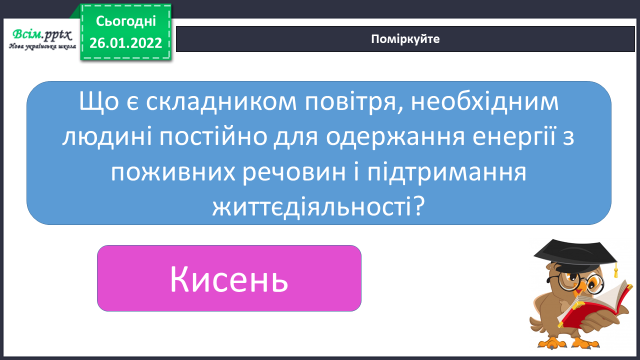 Всім.pptx
Нова українська школа
Сьогодні
26.01.2022
Поміркуйте
Що є складником повітря, необхідним
людині постійно для одержання енергії з
поживних речовин і підтримання
життєдіяльності?
Кисень